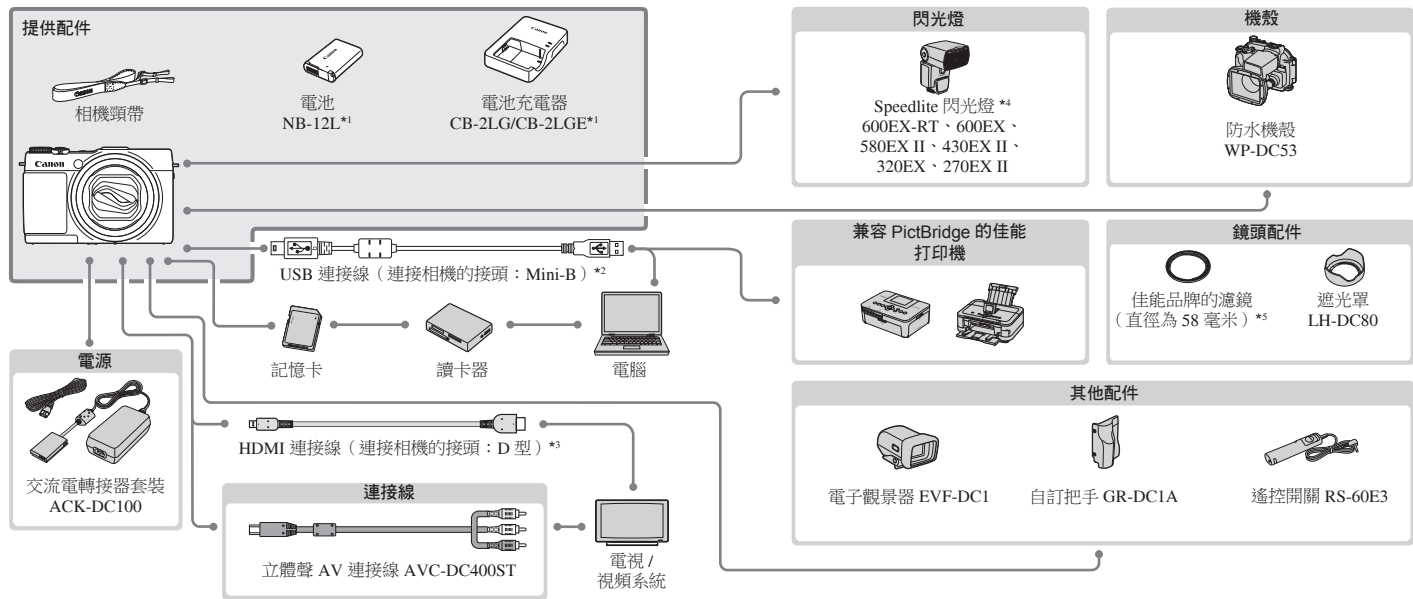 提供配件
Canon
相機頸帶
電池
NB-12L*1
Canon
電池充電器
CB-2LG/CB-2LGE*1
Canon
閃光燈
Speedlite 閃光燈 *4
600EX-RT、600EX、
580EX II、430EX II、
320EX、270EX II
機殼
防水機殼
WP-DC53
USB 連接線（連接相機的接頭：Mini-B）*2
兼容 PictBridge 的佳能
打印機
鏡頭配件
佳能品牌的濾鏡
（直徑為 58 毫米）*5
遮光罩
LH-DC80
記憶卡
讀卡器
電腦
電源
交流電轉接器套裝
ACK-DC100
HDMI 連接線（連接相機的接頭：D 型）*3
連接線
立體聲 AV 連接線 AVC-DC400ST
電視 /
視頻系統
其他配件
電子觀景器 EVF-DC1
自訂把手 GR-DC1A
遙控開關 RS-60E3